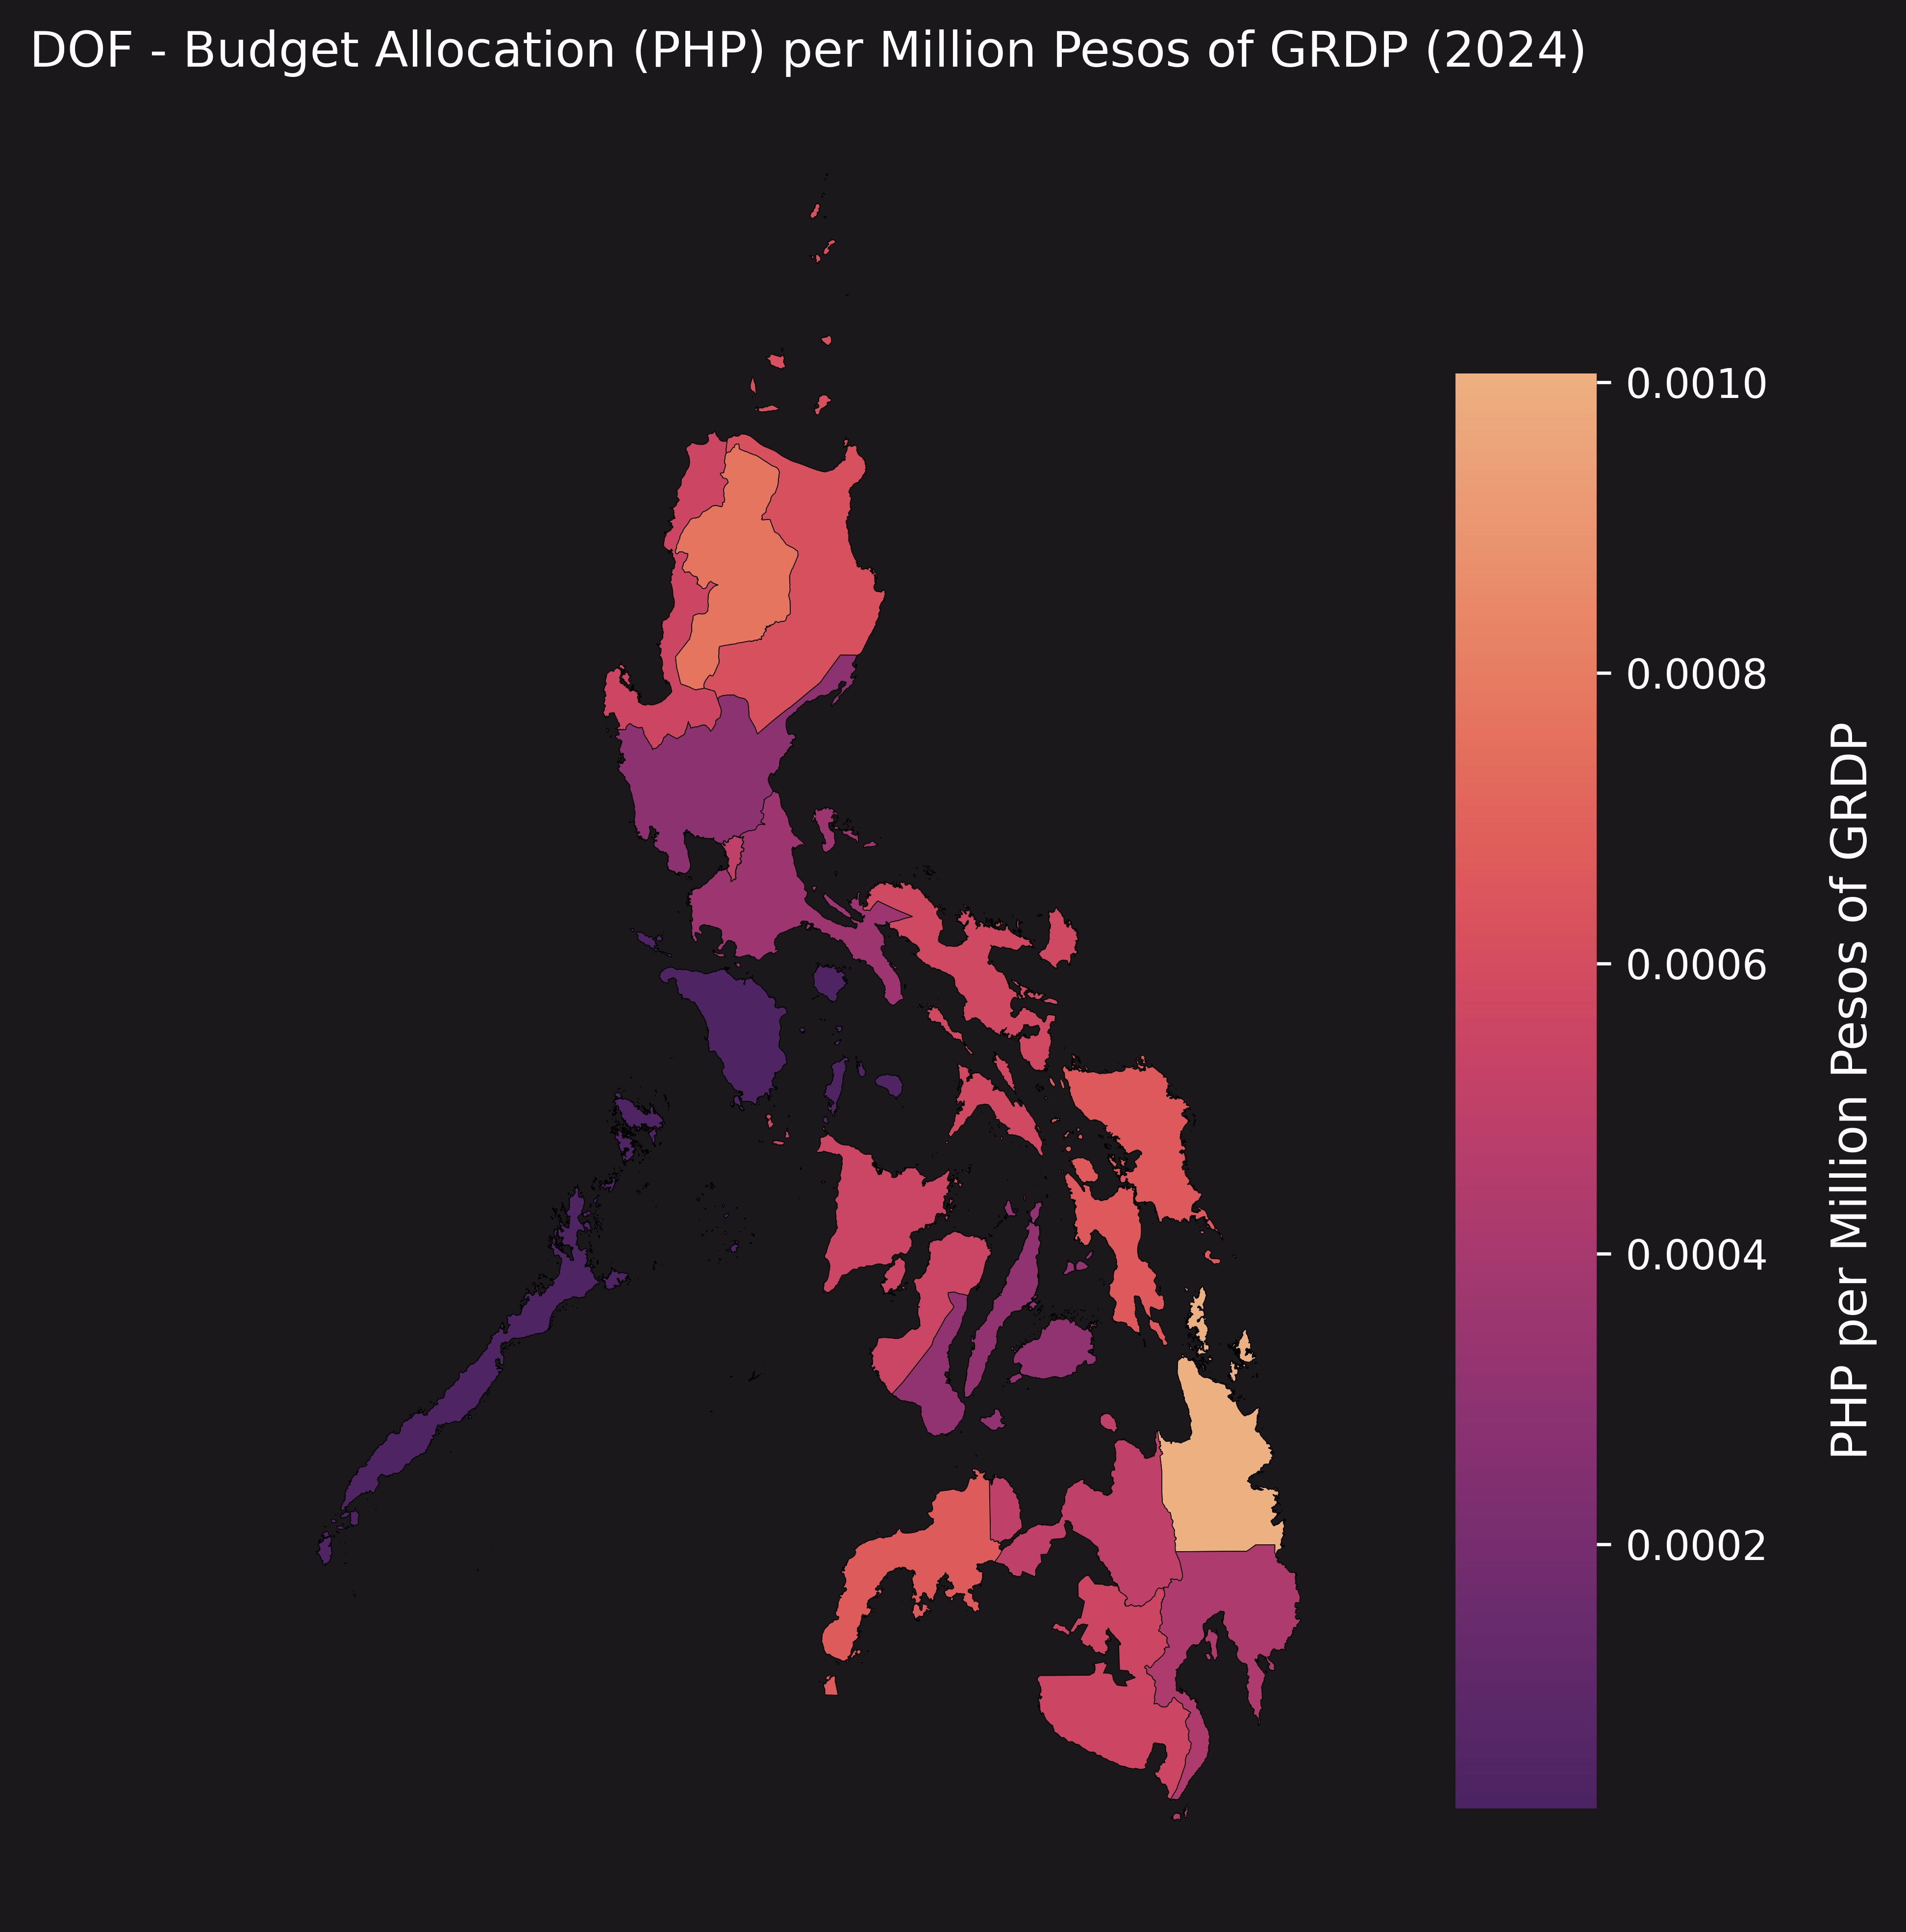 DOF - Budget Allocation (PHP) per Million Pesos of GRDP (2024)
0.0010
0.0008
0.0006
0.0004
0.0002
PHP per Million Pesos of GRDP